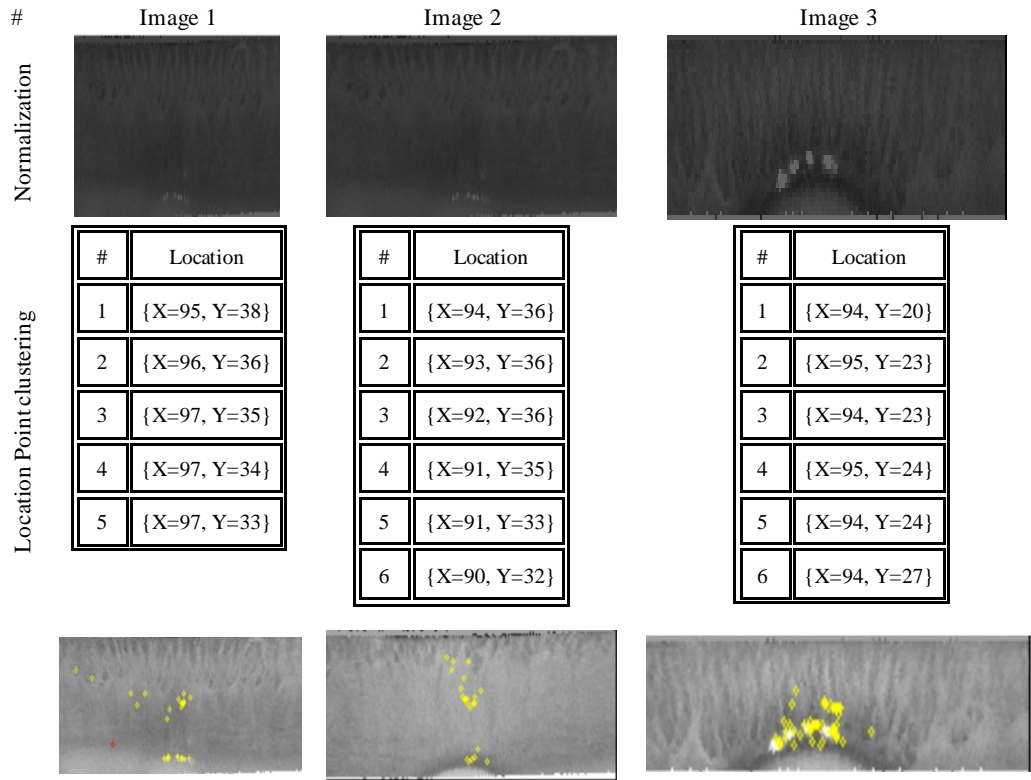 # Image 1 Image 2 Image 3
Normalization
Location Point clustering
# Location
1 {X=95, Y=38}
2 {X=96, Y=36}
3 {X=97, Y=35}
4 {X=97, Y=34}
5 {X=97, Y=33}
# Location
1 {X=94, Y=36}
2 {X=93, Y=36}
3 {X=92, Y=36}
4 {X=91, Y=35}
5 {X=91, Y=33}
6 {X=90, Y=32}
# Location
1 {X=94, Y=20}
2 {X=95, Y=23}
3 {X=94, Y=23}
4 {X=95, Y=24}
5 {X=94, Y=24}
6 {X=94, Y=27}